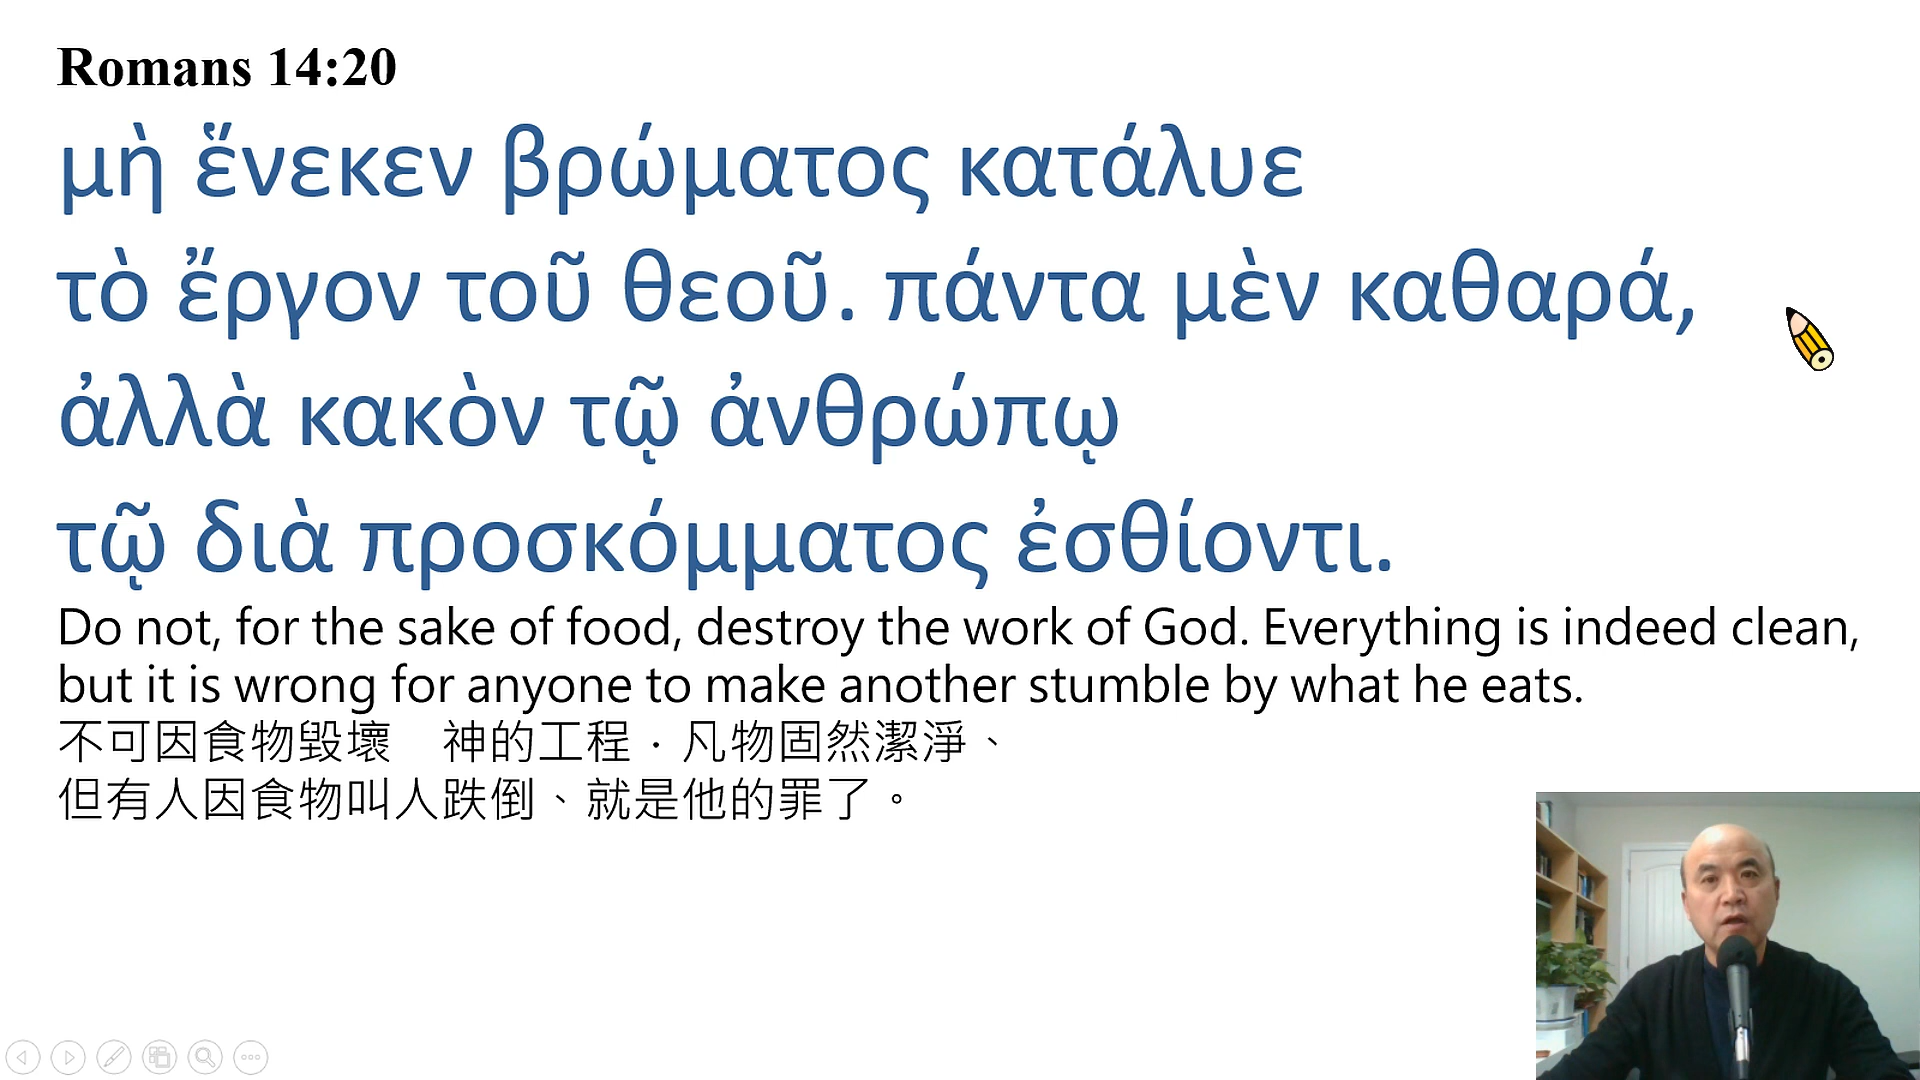 Romans 14:20
μὴ ἕνεκεν βρώματος κατάλυε
τὸ ἔργον τοῦ θεοῦ. πάντα μὲν καθαρά,
ἀλλὰ κακὸν τῷ ἀνθρώπῳ
τῷ διὰ προσκόμματος ἐσθίοντι.
Do not, for the sake of food, destroy the work of God. Everything is indeed clean,
but it is wrong for anyone to make another stumble by what he eats.
不可因食物毀壞　神的工程．凡物固然潔淨、
但有人因食物叫人跌倒、就是他的罪了。